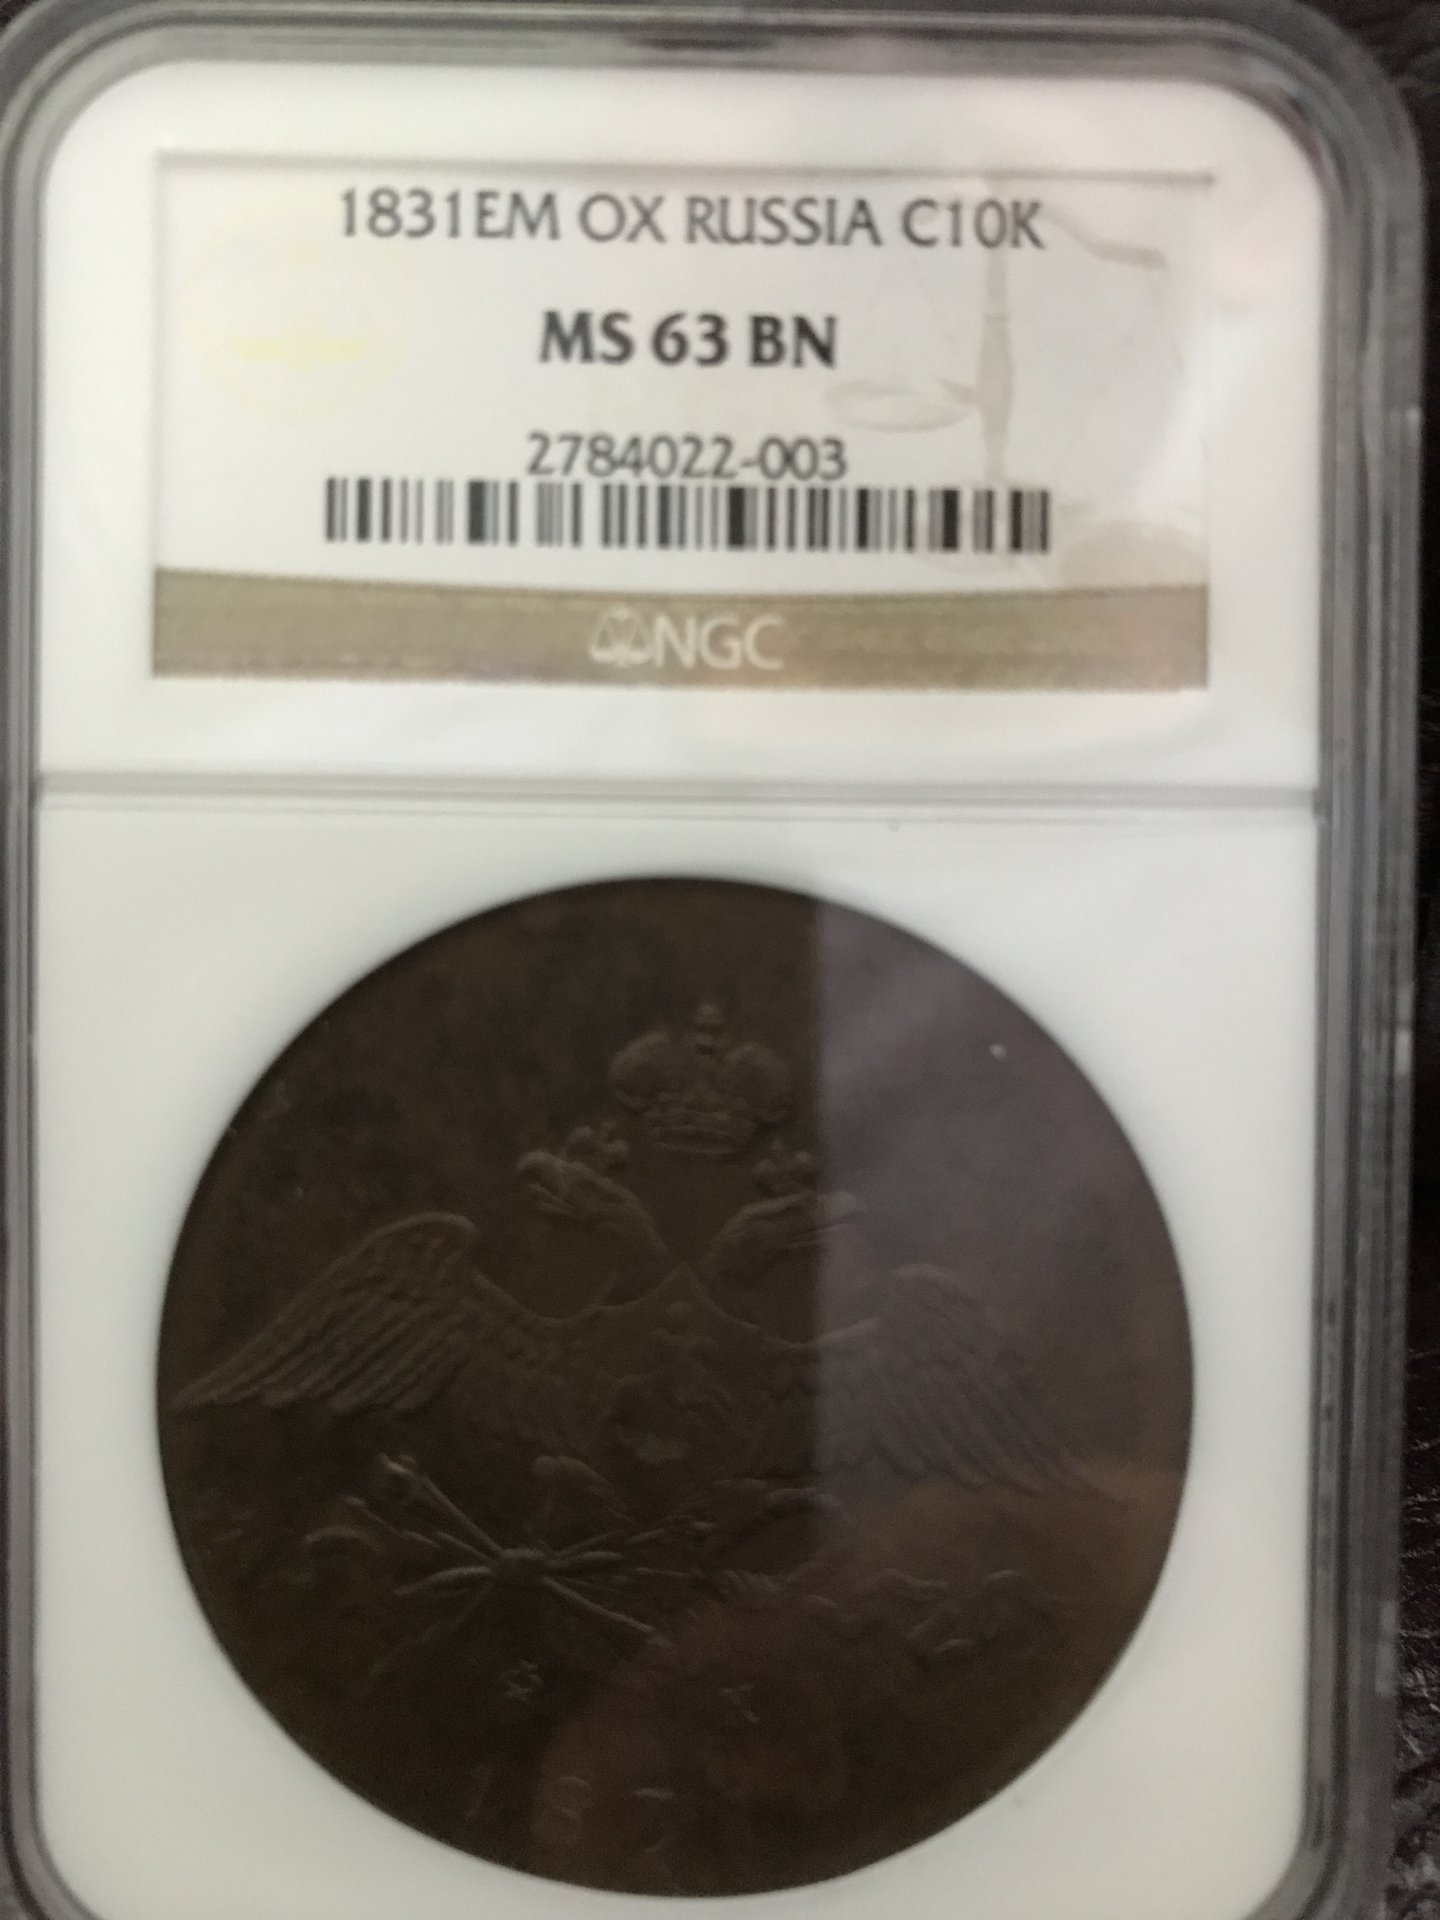 1831EM OX RUSSIA C10K
MS 63 BN
2784022-003
NGC